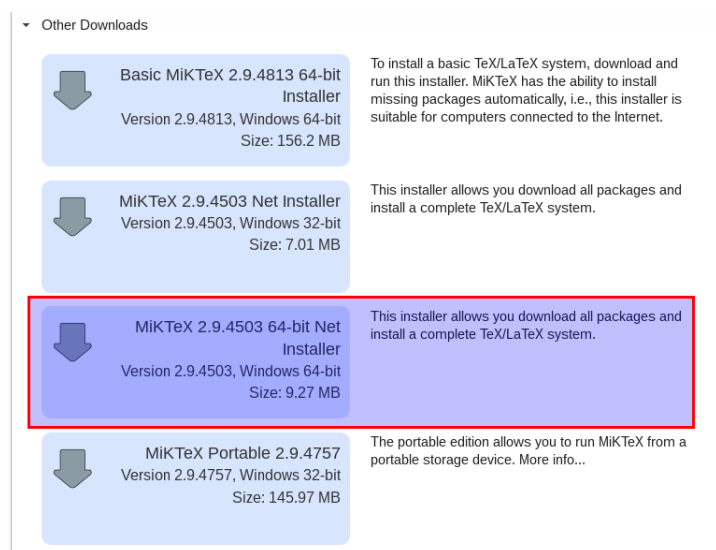 Other Downloads
Basic MiKTeX 2.9.4813 64-bit
Installer
Version 2.9.4813, Windows 64-bit
Size: 156.2 MB
To install a basic TeX/LaTeX system, download and
run this installer. MiKTeX has the ability to install
missing packages automatically, i.e., this installer is
suitable for computers connected to the Internet.
MiKTeX 2.9.4503 Net Installer
Version 2.9.4503, Windows 32-bit
Size: 7.01 MB
This installer allows you download all packages and
install a complete TeX/LaTeX system.
MiKTeX 2.9.4503 64-bit Net
Installer
Version 2.9.4503, Windows 64-bit
Size: 9.27 MB
This installer allows you download all packages and
install a complete TeX/LaTeX system.
MiKTeX Portable 2.9.4757
Version 2.9.4757, Windows 32-bit
Size: 145.97 MB
The portable edition allows you to run MiKTeX from a
portable storage device. More info...